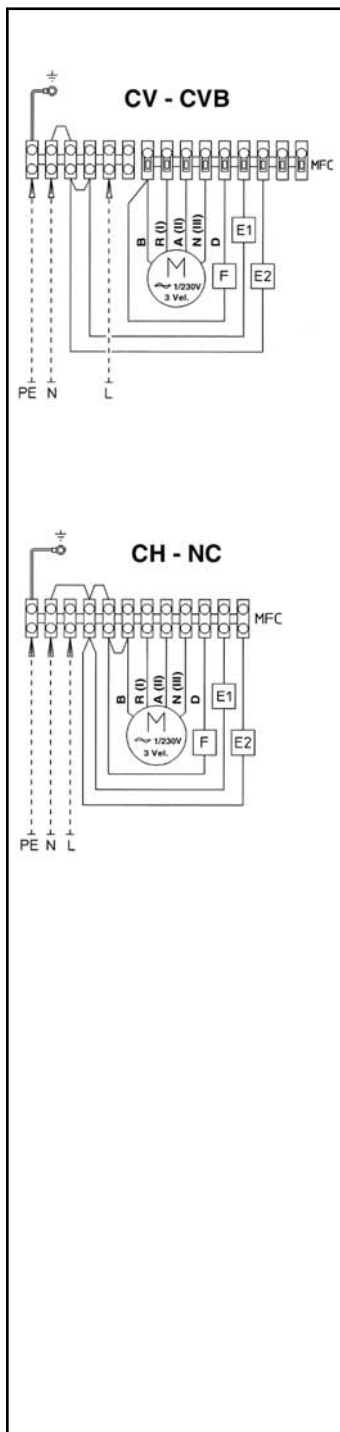 CV - CVB
MFC
B
R (I)
A (II)
N (III)
D
E1
M
F
E2
1/230V
3 Vel.
PE N L
CH - NC
MFC
B
R (I)
A (II)
N (III)
D
E1
M
F
E2
1/230V
3 Vel.
PE N L